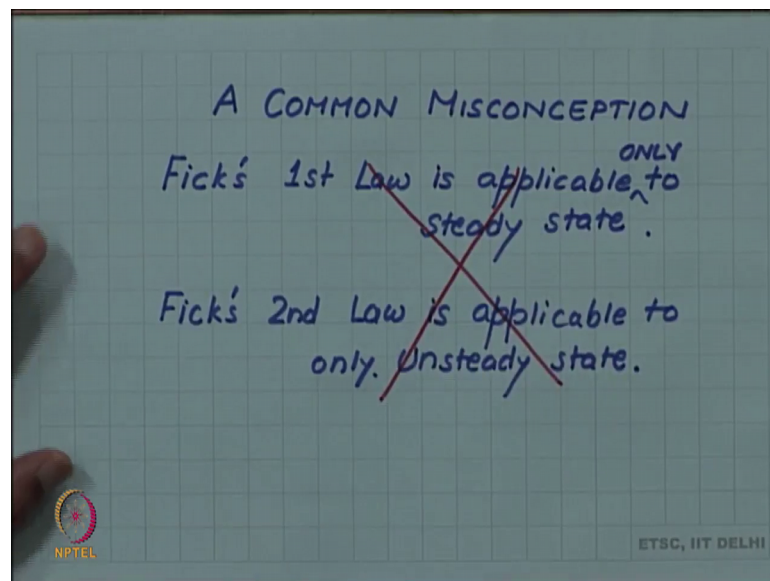 A COMMON MISCONCEPTION
Fick's 1st Law is applicable ONLY to
steady state.
Fick's 2nd Law is applicable to
only. Unsteady state.
NPTEL
ETSC, IIT DELHI